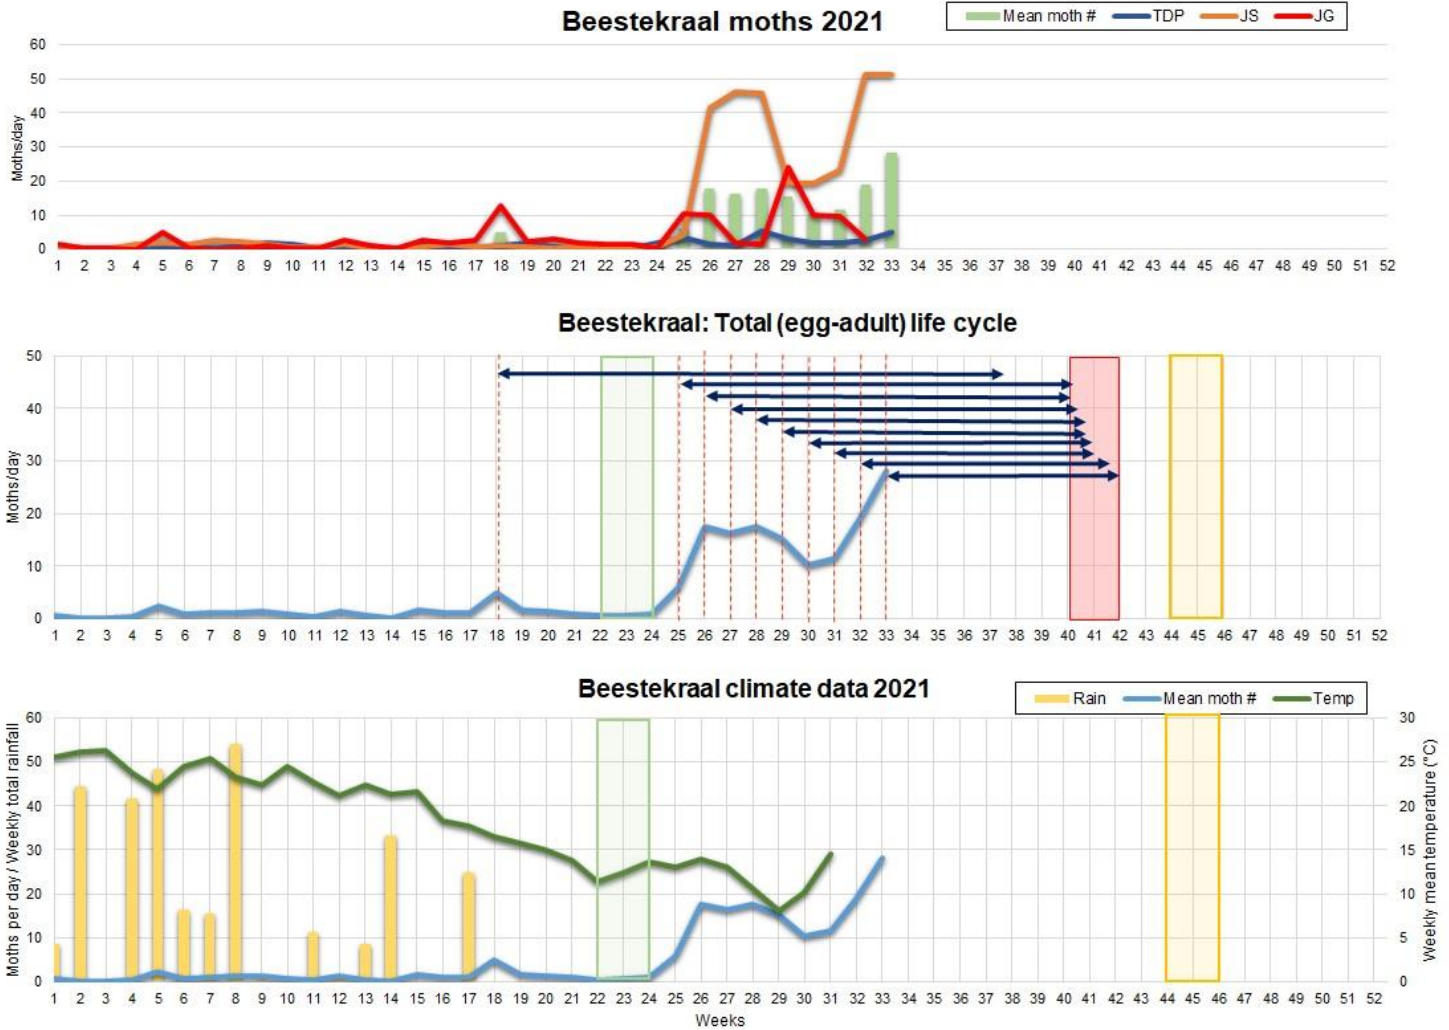 Beestekraal moths 2021
Mean moth # TDP JS JG
60
50
40
30
20
10
0
Moths/day
1 2 3 4 5 6 7 8 9 10 11 12 13 14 15 16 17 18 19 20 21 22 23 24 25 26 27 28 29 30 31 32 33 34 35 36 37 38 39 40 41 42 43 44 45 46 47 48 49 50 51 52
Beestekraal: Total (egg-adult) life cycle
50
40
30
20
10
0
Moths/day
1 2 3 4 5 6 7 8 9 10 11 12 13 14 15 16 17 18 19 20 21 22 23 24 25 26 27 28 29 30 31 32 33 34 35 36 37 38 39 40 41 42 43 44 45 46 47 48 49 50 51 52
Beestekraal climate data 2021
Rain Mean moth # Temp
60
50
40
30
20
10
0
Moths per day / Weekly total rainfall
30
25
20
15
10
5
0
Weekly mean temperature (°C)
1 2 3 4 5 6 7 8 9 10 11 12 13 14 15 16 17 18 19 20 21 22 23 24 25 26 27 28 29 30 31 32 33 34 35 36 37 38 39 40 41 42 43 44 45 46 47 48 49 50 51 52
Weeks